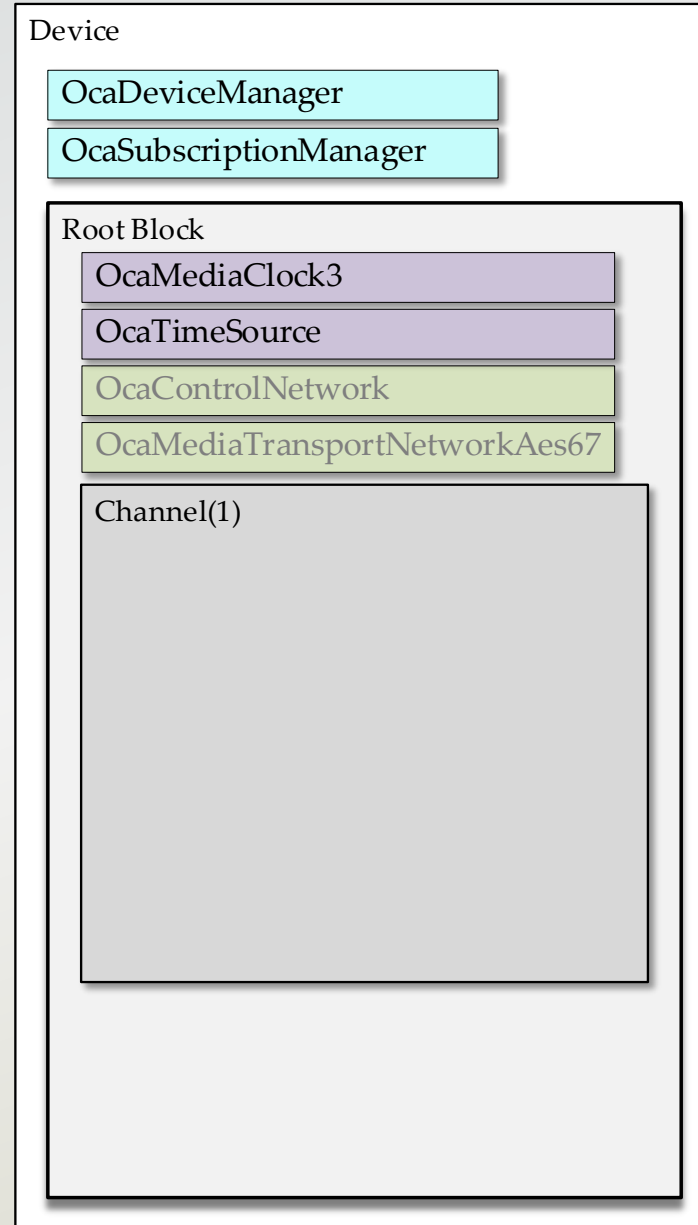 Device
OcaDeviceManager
OcaSubscriptionManager
Root Block
OcaMediaClock3
OcaTimeSource
OcaControlNetwork
OcaMediaTransportNetworkAes67
Channel(1)